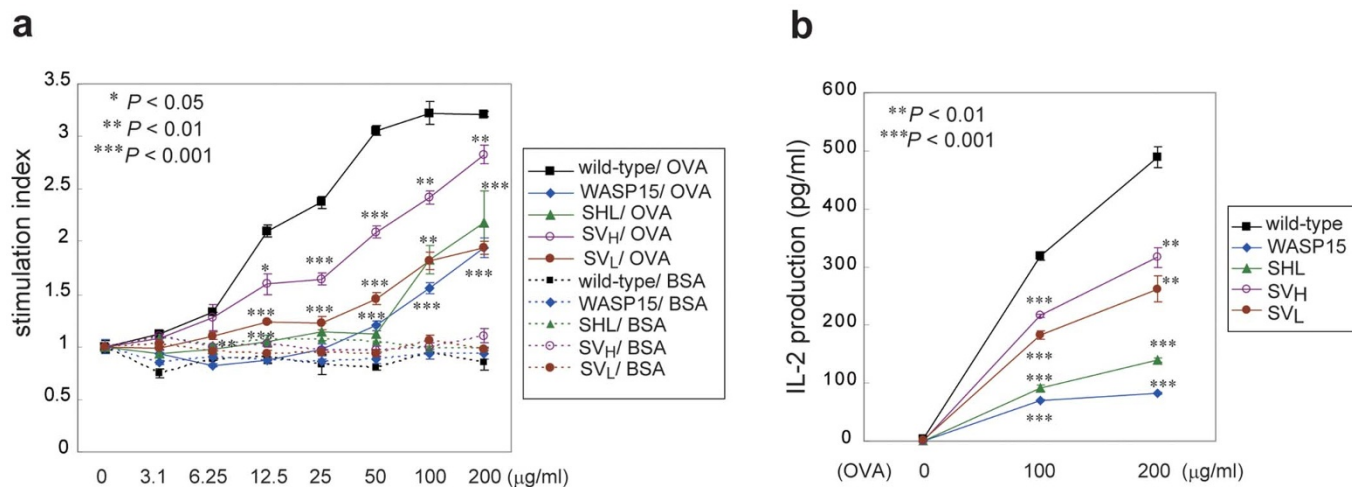 a
stimulation index
3.5
3
2.5
2
1.5
1
0.5
0
* P < 0.05
** P < 0.01
*** P < 0.001
**
***
**
***
***
*
**
***
***
***
***
***
***
***
**
0 3.1 6.25 12.5 25 50 100 200 (μg/ml)
wild-type/ OVA
WASP15/ OVA
SHL/ OVA
SVH/ OVA
SVL/ OVA
wild-type/ BSA
WASP15/ BSA
SHL/ BSA
SVH/ BSA
SVL/ BSA
b
IL-2 production (pg/ml)
600
500
400
300
200
100
0
**P < 0.01
***P < 0.001
**
**
***
***
***
***
***
***
(OVA) 0 100 200 (μg/ml)
wild-type
WASP15
SHL
SVH
SVL